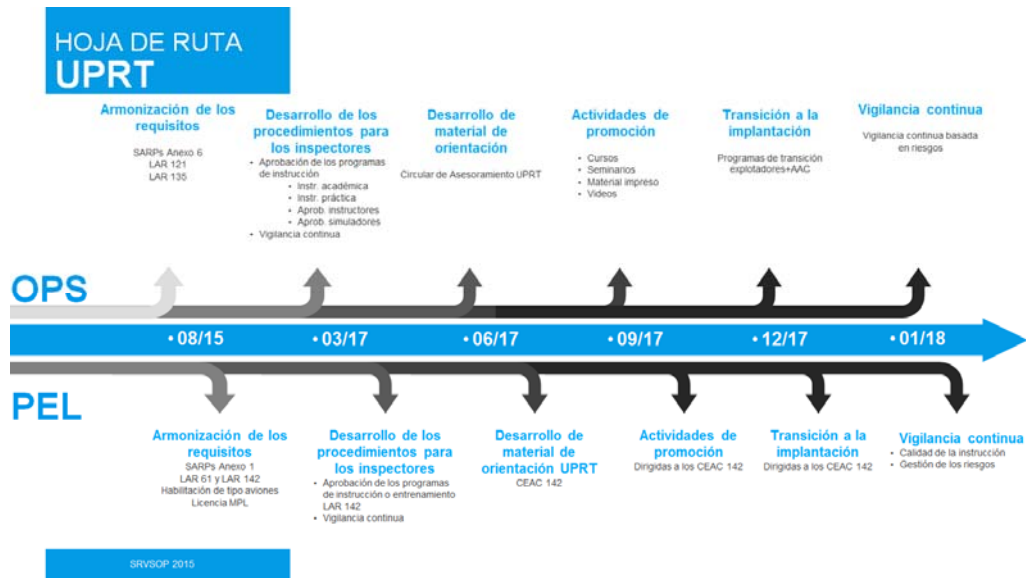 HOJA DE RUTA
UPRT
Armonización de los
requisitos
SARPs Anexo 6
LAR 121
LAR 135
Desarrollo de los
procedimientos para
los inspectores
• Aprobación de los programas
de instrucción
• Instr. académica
• Instr. práctica
• Aprob. instructores
• Aprob. simuladores
• Vigilancia continua
Desarrollo de
material de
orientación
Circular de Asesoramiento UPRT
Actividades de
promoción
• Cursos
• Seminarios
• Material impreso
• Videos
Transición a la
implantación
Programas de transición
explotadores+AAC
Vigilancia continua
Vigilancia continua basada
en riesgos
OPS
• 08/15
• 03/17
• 06/17
• 09/17
• 12/17
• 01/18
PEL
Armonización de los
requisitos
SARPs Anexo 1
LAR 61 y LAR 142
Habilitación de tipo aviones
Licencia MPL
Desarrollo de los
procedimientos para
los inspectores
• Aprobación de los programas
de instrucción o entrenamiento
LAR 142
• Vigilancia continua
Desarrollo de
material de
orientación UPRT
CEAC 142
Actividades de
promoción
Dirigidas a los CEAC 142
Transición a la
implantación
Dirigidas a los CEAC 142
Vigilancia continua
• Calidad de la instrucción
• Gestión de los riesgos
SRVSOP 2015